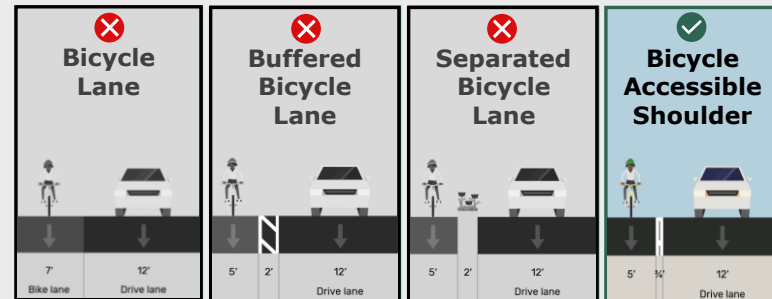 Bicycle
Lane
7'
12'
Bike lane
Drive lane
Buffered
Bicycle
Lane
5'
2'
12'
Drive lane
Separated
Bicycle
Lane
5'
2'
12'
Drive lane
Bicycle
Accessible
Shoulder
5'
12'
Drive lane